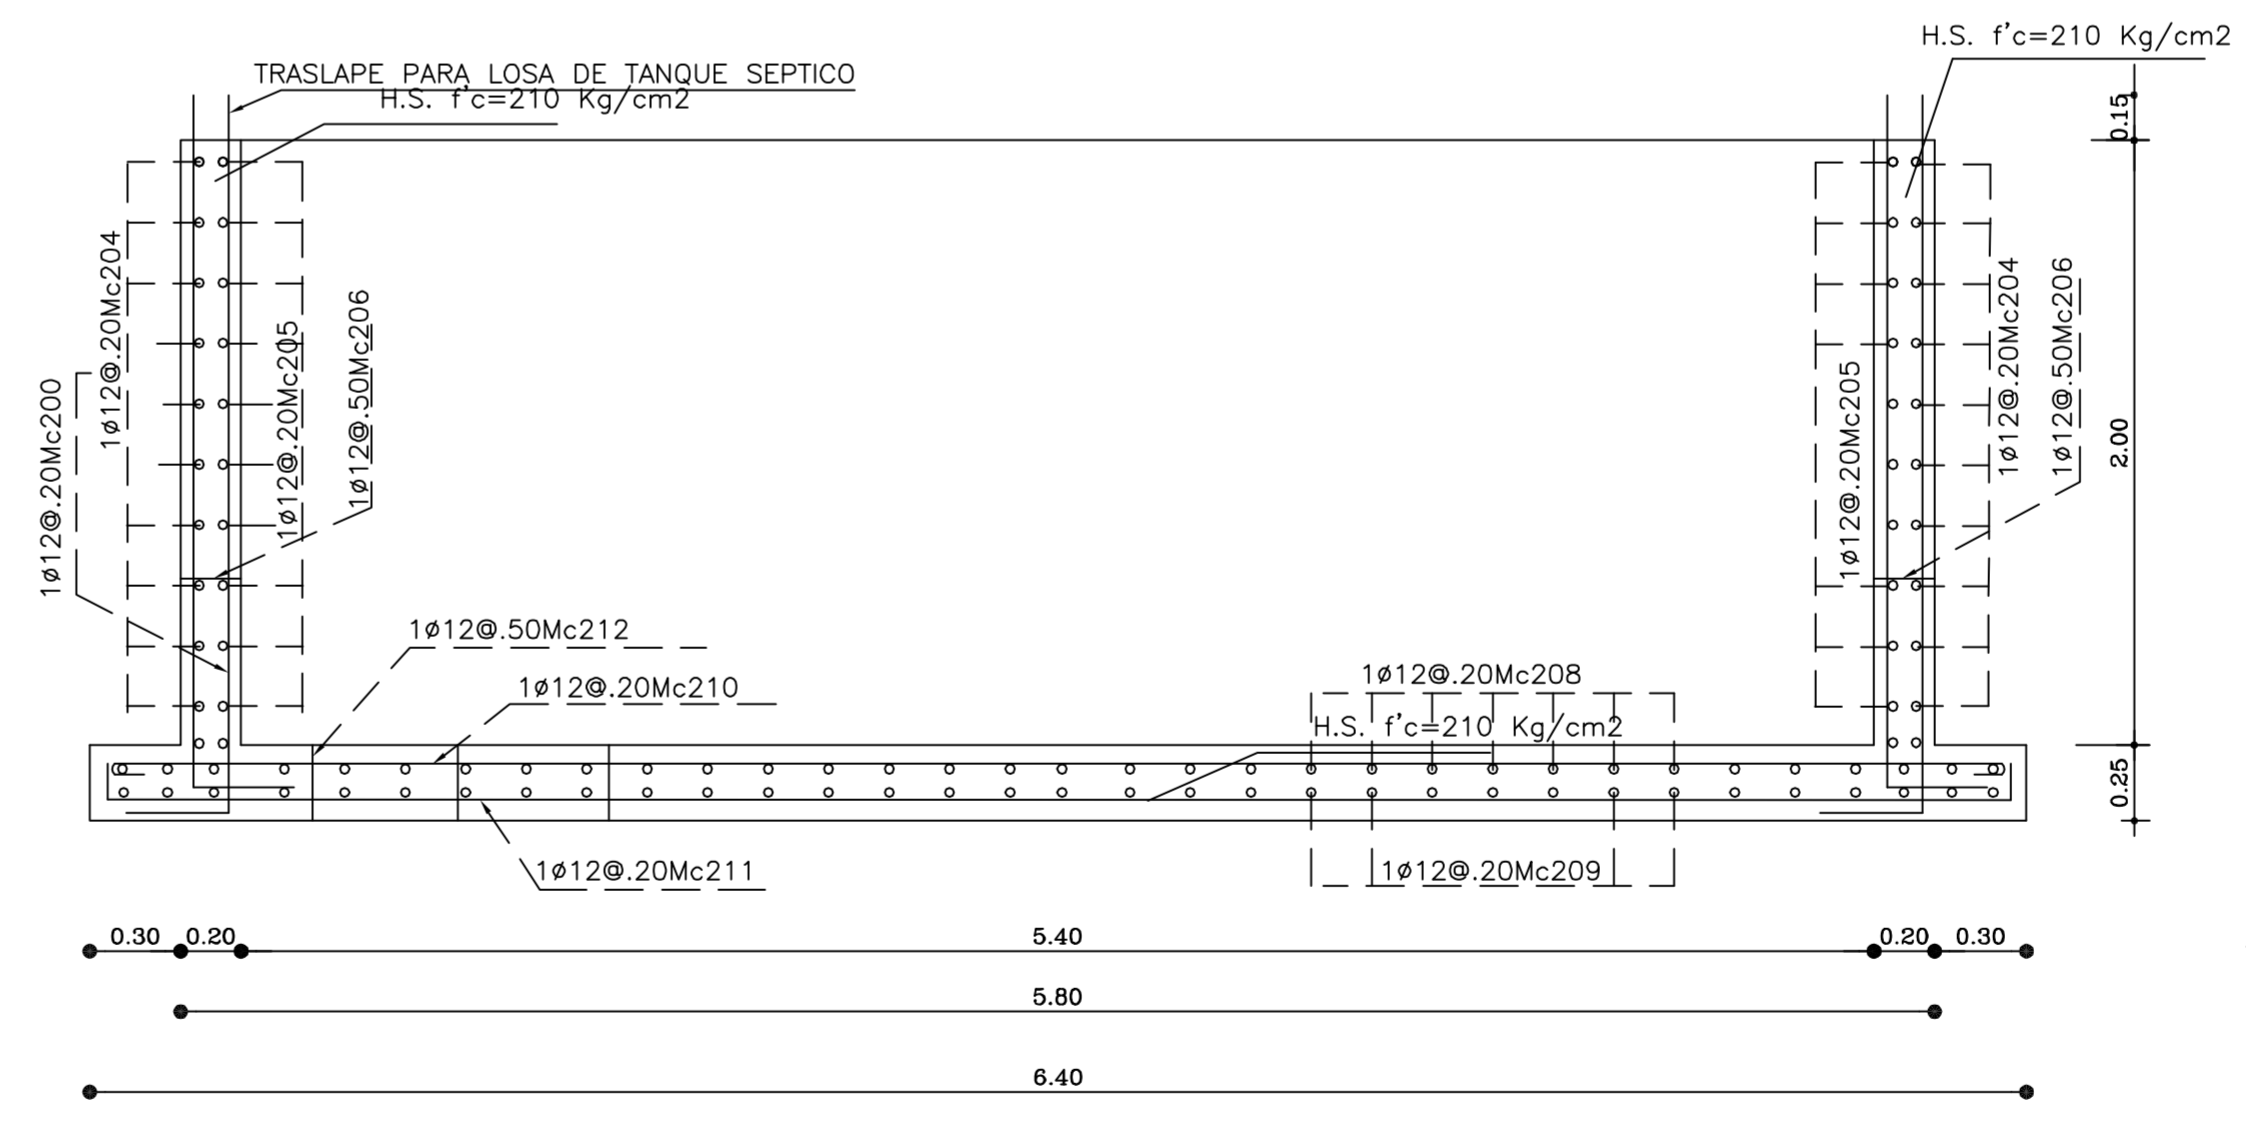 H.S. f'c=210 Kg/cm2
TRASLAPE PARA LOSA DE TANQUE SEPTICO
H.S. f'c=210 Kg/cm2
0.15
1ø12@.20Mc200
1ø12@.20Mc204
1ø12@.20Mc205
1ø12@.50Mc206
1ø12@.20Mc205
1ø12@.20Mc204
1ø12@.50Mc206
2.00
1ø12@.50Mc212
1ø12@.20Mc210
1ø12@.20Mc208
H.S. f'c=210 Kg/cm2
0.25
1ø12@.20Mc211
1ø12@.20Mc209
0.30 0.20 5.40 0.20 0.30
5.80
6.40